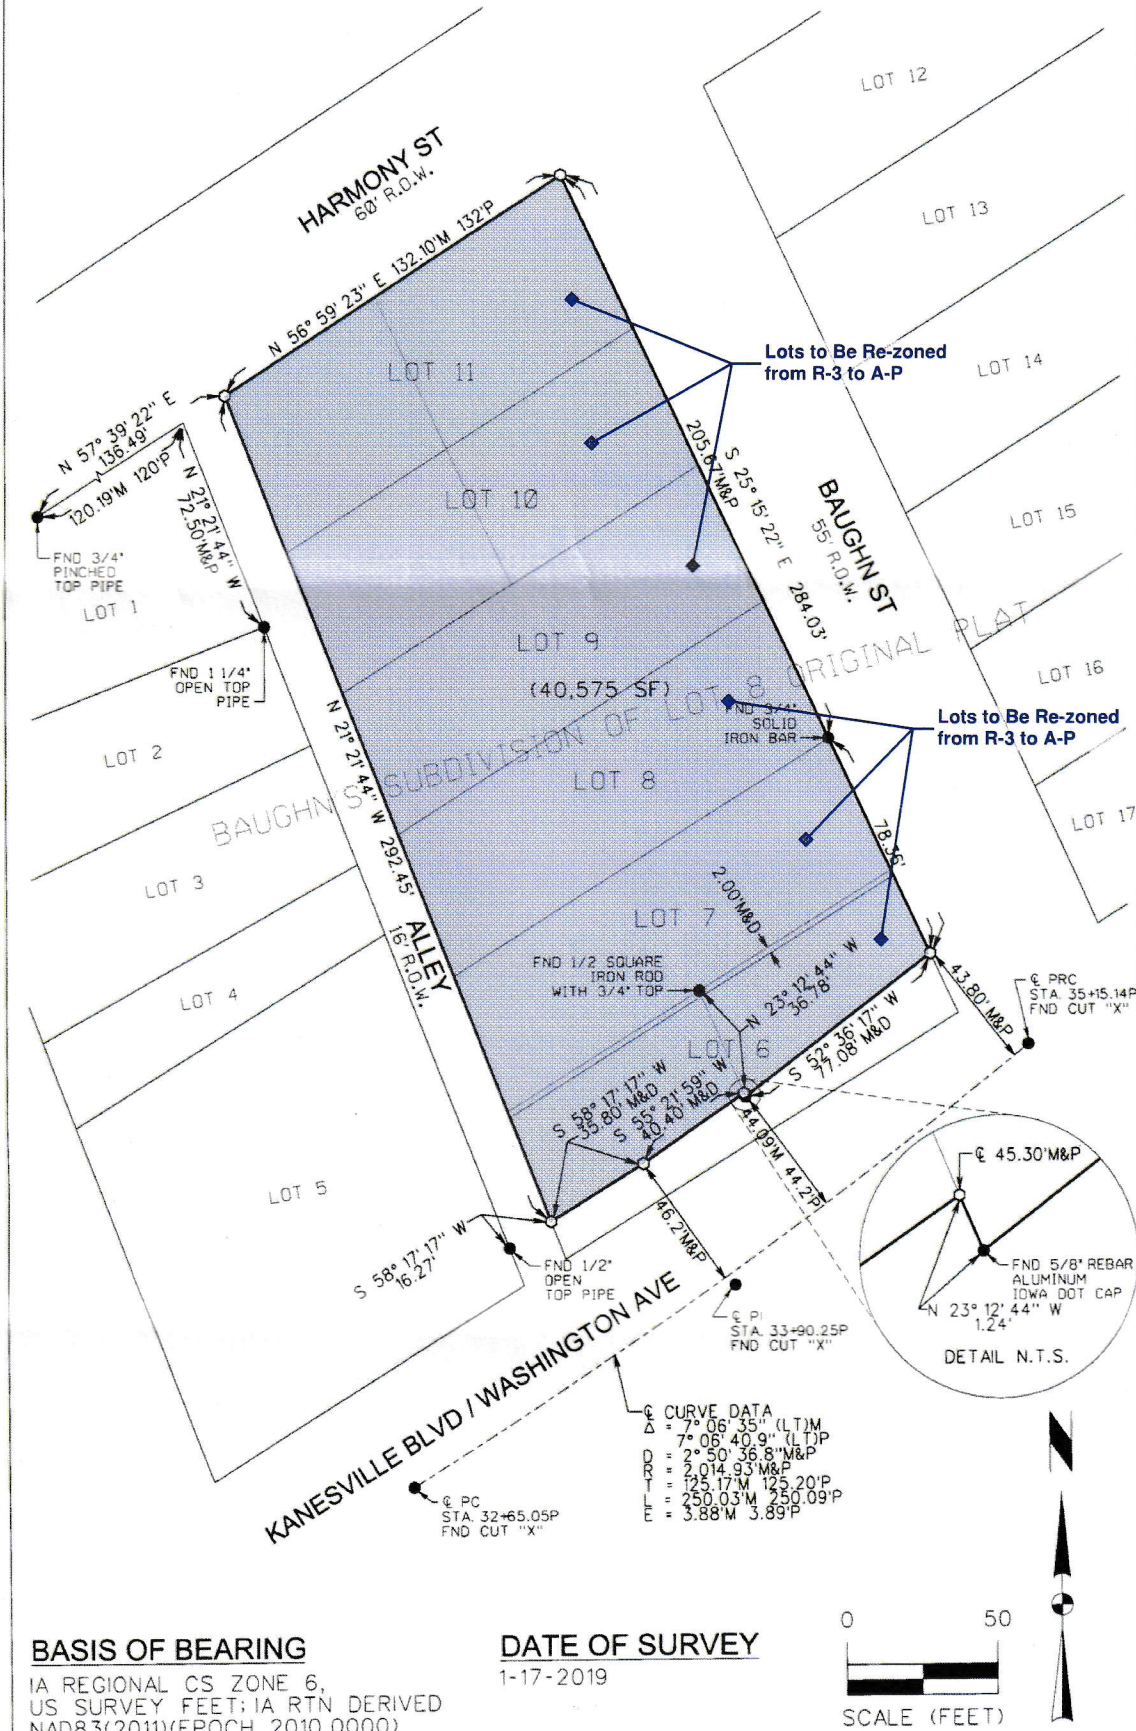 LOT 12
HARMONY ST
60' R.O.W.
LOT 13
N 56° 59' 23" E 132.10'M 132'P
Lots to Be Re-zoned
from R-3 to A-P
LOT 14
LOT 11
N 57° 39' 22" E
136.49'
120.19'M 120'P
N 21° 21' 44" W
72.50'M&P
205.67'M&P
S 25° 15' 22" E 284.03'
LOT 10
BAUGHN ST
55' R.O.W.
LOT 15
FND 3/4"
PINCHED
TOP PIPE
LOT 1
LOT 9
(40,575 SF)
LOT 16
FND 1 1/4"
OPEN TOP
PIPE
FND 3/4"
SOLID
IRON BAR
Lots to Be Re-zoned
from R-3 to A-P
BAUGHN'S SUBDIVISION OF LOT 8 ORIGINAL PLAT
LOT 2
N 21° 21' 44" W 292.45'
LOT 8
LOT 17
78.36'
LOT 3
2.00'M&D
LOT 7
ALLEY
16' R.O.W.
FND 1/2 SQUARE
IRON ROD
WITH 3/4" TOP
LOT 4
N 23° 12' 44" W
36.78'
43.80' M&P
℄ PRC
STA. 35+15.14P
FND CUT "X"
LOT 6
S 52° 36' 17" W
77.08' M&D
S 58° 17' 17" W
35.80' M&D
S 55° 21' 59" W
40.40' M&D
44.09'M 44.2'P
LOT 5
℄ 45.30'M&P
46.2'M&P
S 58° 17' 17" W
16.27'
FND 1/2"
OPEN
TOP PIPE
FND 5/8" REBAR
ALUMINUM
IOWA DOT CAP
N 23° 12' 44" W
1.24'
DETAIL N.T.S.
℄ PI
STA. 33+90.25P
FND CUT "X"
KANESVILLE BLVD / WASHINGTON AVE
℄ CURVE DATA
Δ = 7° 06' 35" (LT)M
7° 06' 40.9" (LT)P
D = 2° 50' 36.8"M&P
R = 2,014.93'M&P
T = 125.17'M 125.20'P
L = 250.03'M 250.09'P
E = 3.88'M 3.89'P
℄ PC
STA. 32+65.05P
FND CUT "X"
N
BASIS OF BEARING
IA REGIONAL CS ZONE 6,
US SURVEY FEET; IA RTN DERIVED
NAD83(2011)(EPOCH 2010.0000)
DATE OF SURVEY
1-17-2019
0 50
SCALE (FEET)